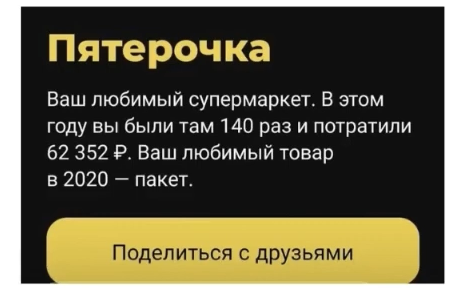 Пятерочка
Ваш любимый супермаркет. В этом
году вы были там 140 раз и потратили
62 352 ₽. Ваш любимый товар
в 2020 — пакет.
Поделиться с друзьями